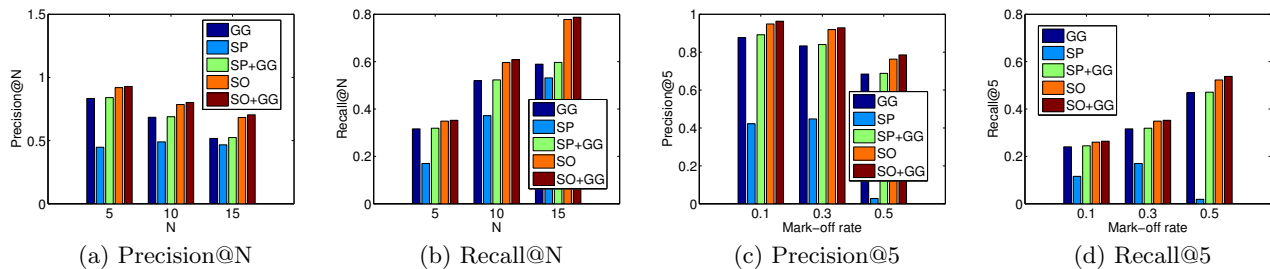 1.5
1
0.5
0
Precision@N
5 10 15
N
GG
SP
SP+GG
SO
SO+GG
(a) Precision@N
0.8
0.6
0.4
0.2
0
Recall@N
5 10 15
N
GG
SP
SP+GG
SO
SO+GG
(b) Recall@N
1
0.8
0.6
0.4
0.2
0
Precision@5
0.1 0.3 0.5
Mark-off rate
GG
SP
SP+GG
SO
SO+GG
(c) Precision@5
0.8
0.6
0.4
0.2
0
Recall@5
0.1 0.3 0.5
Mark-off rate
GG
SP
SP+GG
SO
SO+GG
(d) Recall@5